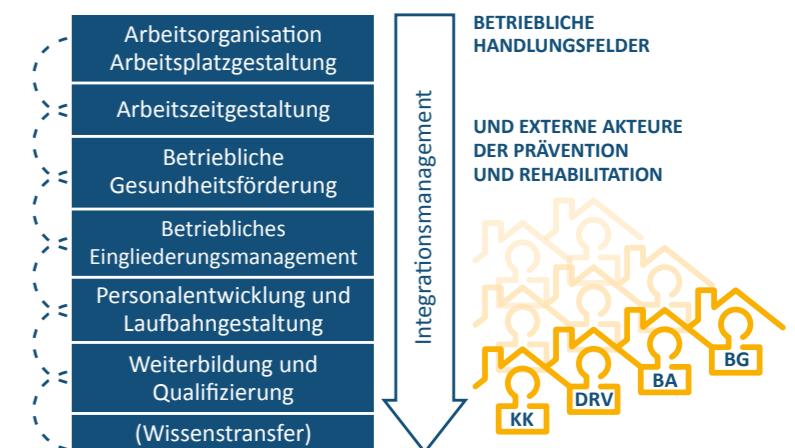 Arbeitsorganisation
Arbeitsplatzgestaltung
Arbeitszeitgestaltung
Betriebliche
Gesundheitsförderung
Betriebliches
Eingliederungsmanagement
Personalentwicklung und
Laufbahngestaltung
Weiterbildung und
Qualifizierung
(Wissenstransfer)
Integrationsmanagement
BETRIEBLICHE
HANDLUNGSFELDER
UND EXTERNE AKTEURE
DER PRÄVENTION
UND REHABILITATION
KK
DRV
BA
BG